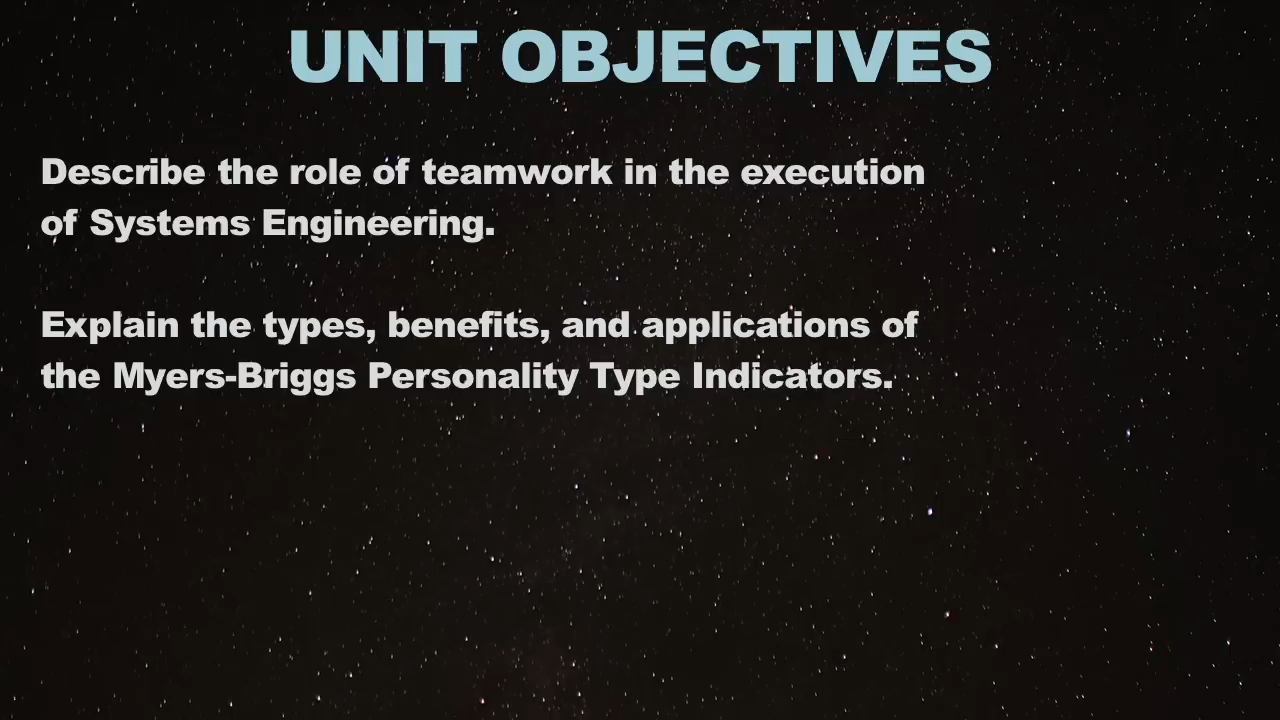 UNIT OBJECTIVES
Describe the role of teamwork in the execution
of Systems Engineering.
Explain the types, benefits, and applications of
the Myers-Briggs Personality Type Indicators.